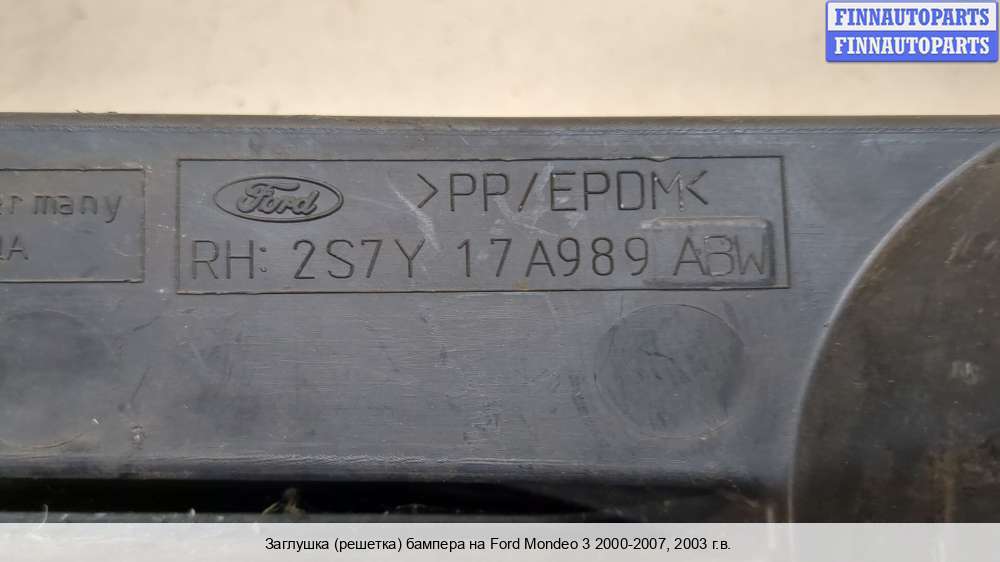 FINNAUTOPARTS
FINNAUTOPARTS
Ford >PP/EPDM<
RH: 2S7Y 17A989 ABW
many
Заглушка (решетка) бампера на Ford Mondeo 3 2000-2007, 2003 г.в.